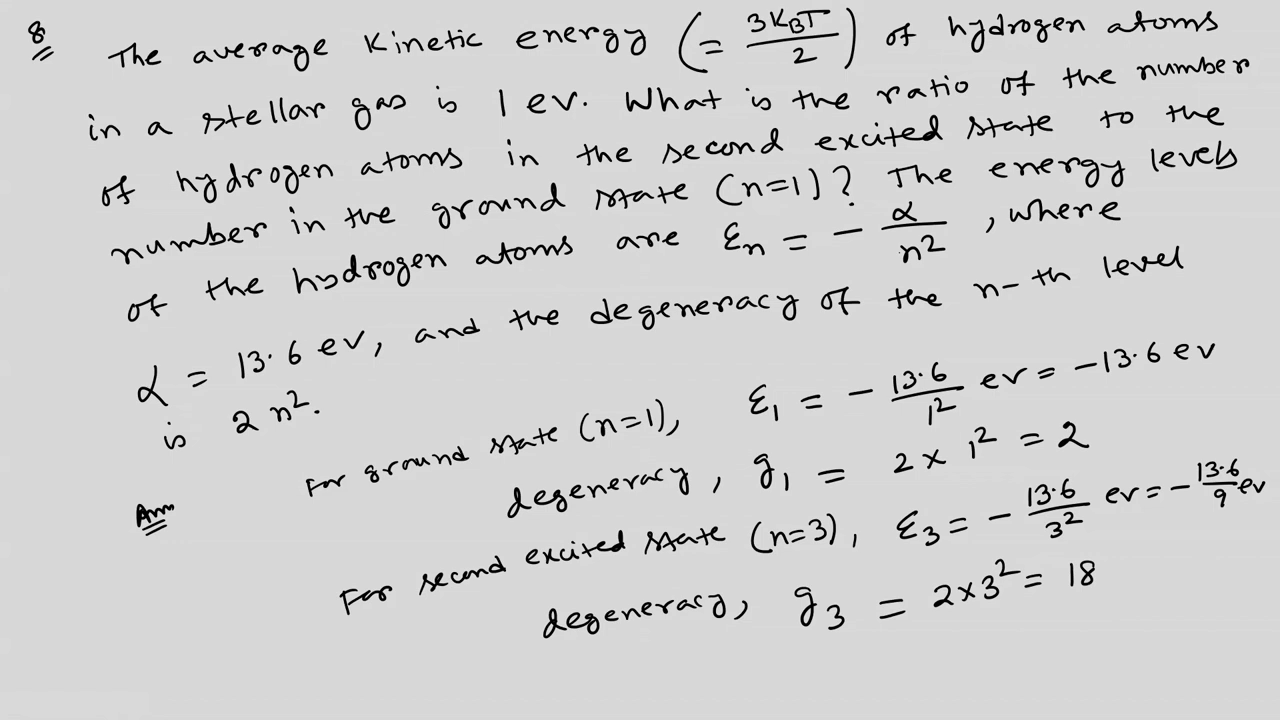 8
The average kinetic energy (= 3KBT/2) of hydrogen atoms
in a stellar gas is 1 ev. What is the ratio of the number
of hydrogen atoms in the second excited state to the
number in the ground state (n=1)? The energy levels
of the hydrogen atoms are εn = - α/n², where
α = 13.6 ev, and the degeneracy of the n-th level
is 2n².
Ans
For ground state (n=1), ε1 = - 13.6/1² ev = -13.6 ev
degeneracy, g1 = 2 x 1² = 2
For second excited state (n=3), ε3 = - 13.6/3² ev = - 13.6/9 ev
degeneracy, g3 = 2x3² = 18